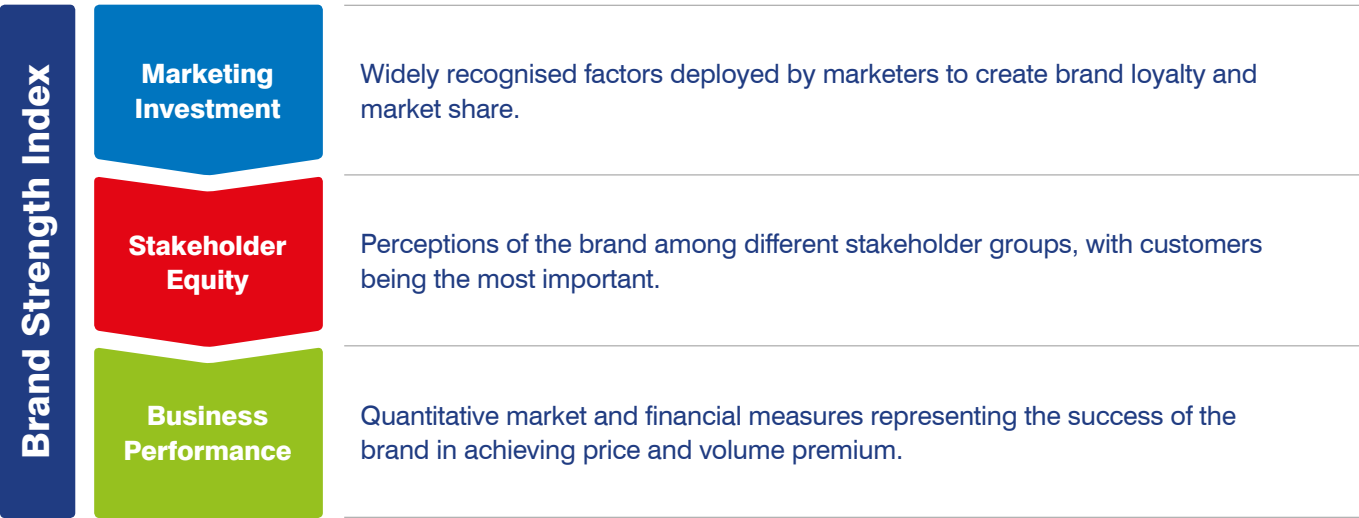 Brand Strength Index
Marketing
Investment
Widely recognised factors deployed by marketers to create brand loyalty and
market share.
Stakeholder
Equity
Perceptions of the brand among different stakeholder groups, with customers
being the most important.
Business
Performance
Quantitative market and financial measures representing the success of the
brand in achieving price and volume premium.